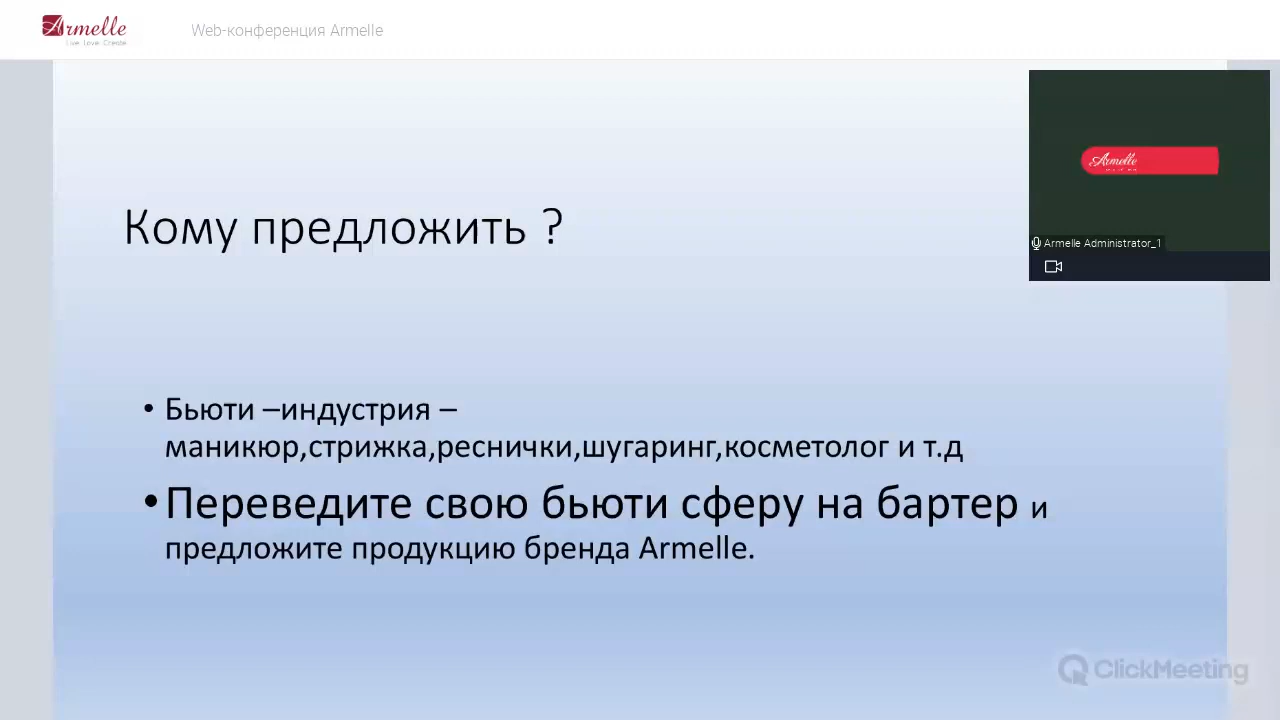 Armelle
Live Love Create
Web-конференция Armelle
Armelle
Armelle Administrator_1
Кому предложить ?
• Бьюти –индустрия –
маникюр,стрижка,реснички,шугаринг,косметолог и т.д
• Переведите свою бьюти сферу на бартер и
предложите продукцию бренда Armelle.
ClickMeeting